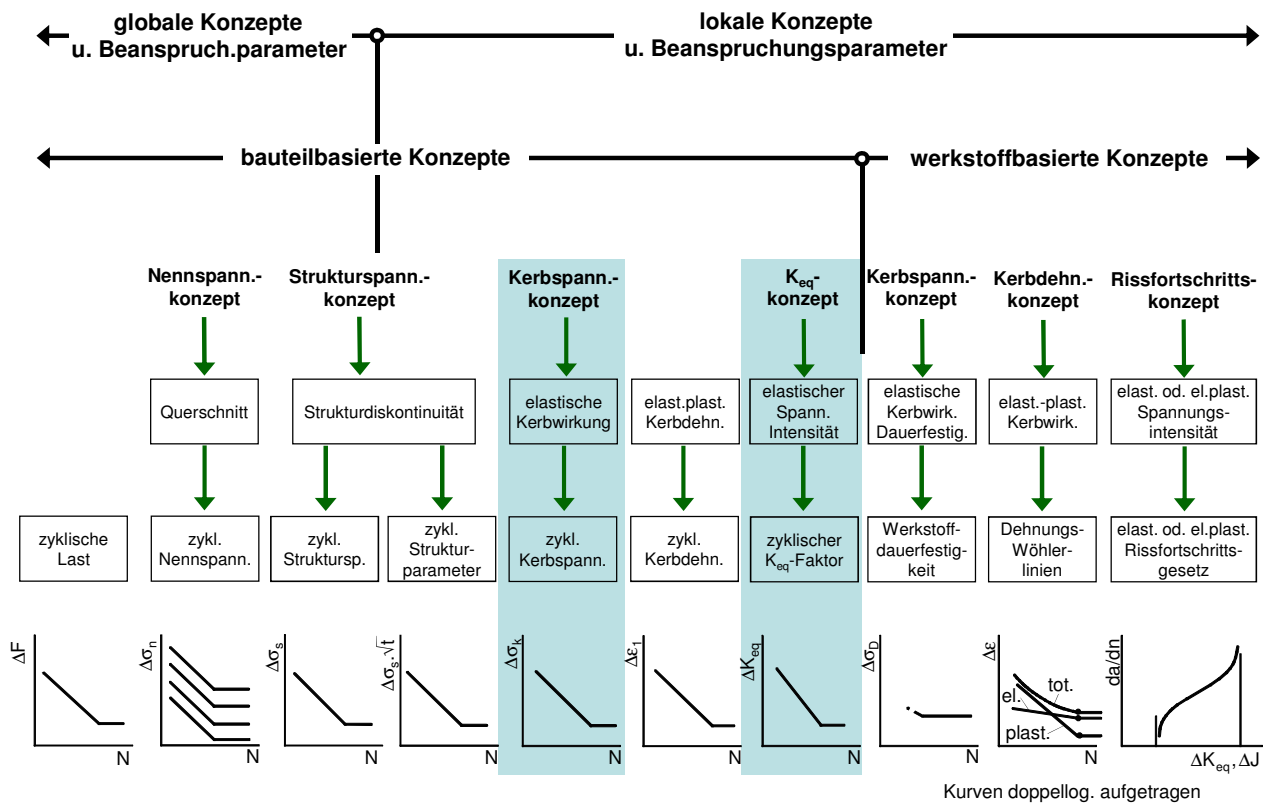 globale Konzepte
u. Beanspruch.parameter
lokale Konzepte
u. Beanspruchungsparameter
bauteilbasierte Konzepte
werkstoffbasierte Konzepte
Nennspann.-
konzept
Strukturspann.-
konzept
Kerbspann.-
konzept
Keq-
konzept
Kerbspann.-
konzept
Kerbdehn.-
konzept
Rissfortschritts-
konzept
Querschnitt
Strukturdiskontinuität
elastische
Kerbwirkung
elast.plast.
Kerbdehn.
elastischer
Spann.
Intensität
elastische
Kerbwirk.
Dauerfestig.
elast.-plast.
Kerbwirk.
elast. od. el.plast.
Spannungs-
intensität
zyklische
Last
zykl.
Nennspann.
zykl.
Struktursp.
zykl.
Struktur-
parameter
zykl.
Kerbspann.
zykl.
Kerbdehn.
zyklischer
Keq-Faktor
Werkstoff-
dauerfestig-
keit
Dehnungs-
Wöhler-
linien
elast. od. el.plast.
Rissfortschritts-
gesetz
ΔF
N
Δσn
N
Δσs
N
Δσs.√t
N
Δσk
N
Δε1
N
ΔKeq
N
ΔσD
N
Δε
tot.
el.
plast.
N
da/dn
ΔKeq, ΔJ
Kurven doppellog. aufgetragen